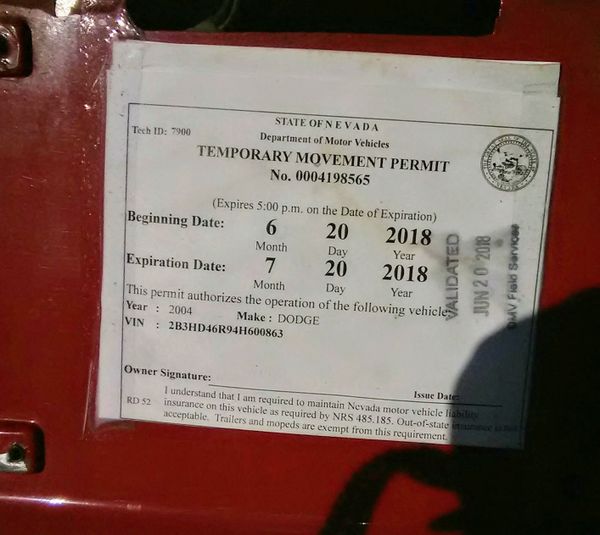 STATE OF NEVADA
Tech ID: 7900
Department of Motor Vehicles
TEMPORARY MOVEMENT PERMIT
No. 0004198565
(Expires 5:00 p.m. on the Date of Expiration)
Beginning Date: 6 20 2018
Month Day Year
Expiration Date: 7 20 2018
Month Day Year
This permit authorizes the operation of the following vehicle
Year : 2004 Make : DODGE
VIN : 2B3HD46R94H600863
VALIDATED
JUN 20 2018
DMV Field Services
Owner Signature:
Issue Date:
RD 52
I understand that I am required to maintain Nevada motor vehicle liability
insurance on this vehicle as required by NRS 485.185. Out-of-state insurance is not
acceptable. Trailers and mopeds are exempt from this requirement.